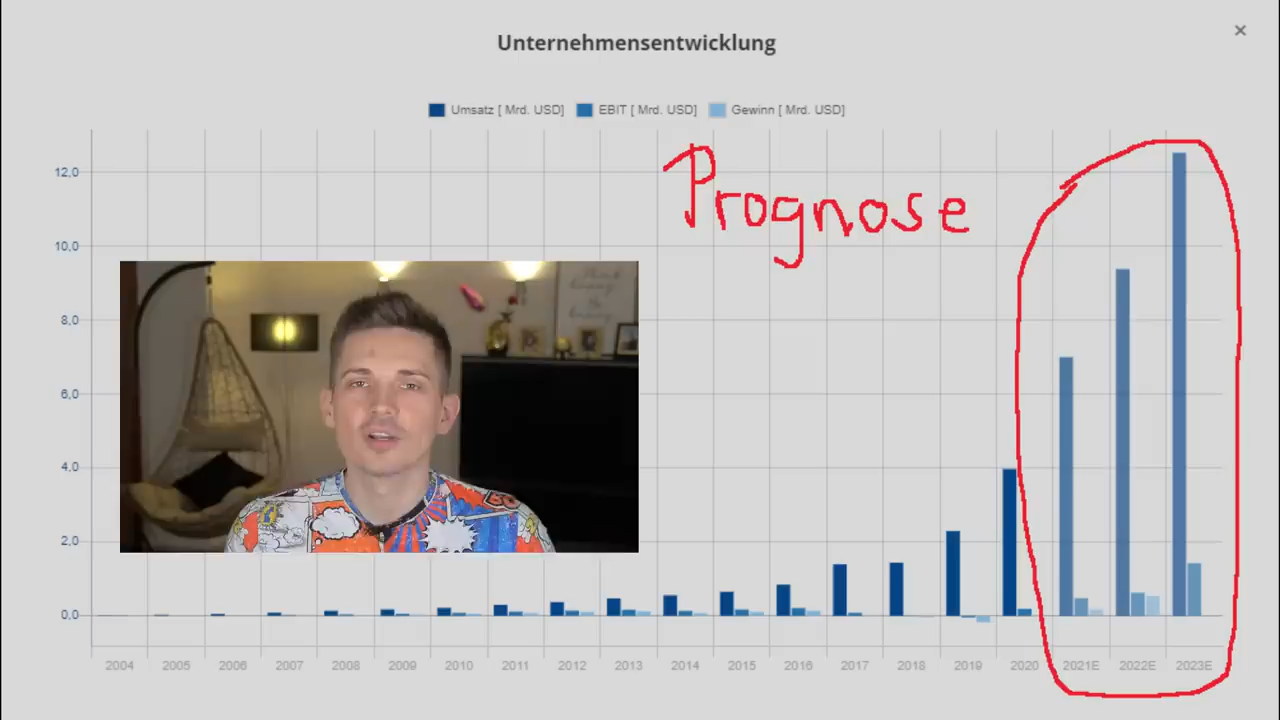 ×
Unternehmensentwicklung
Umsatz [ Mrd. USD] EBIT [ Mrd. USD] Gewinn [ Mrd. USD]
Prognose
12,0
10,0
8,0
6,0
4,0
2,0
0,0
2004 2005 2006 2007 2008 2009 2010 2011 2012 2013 2014 2015 2016 2017 2018 2019 2020 2021E 2022E 2023E